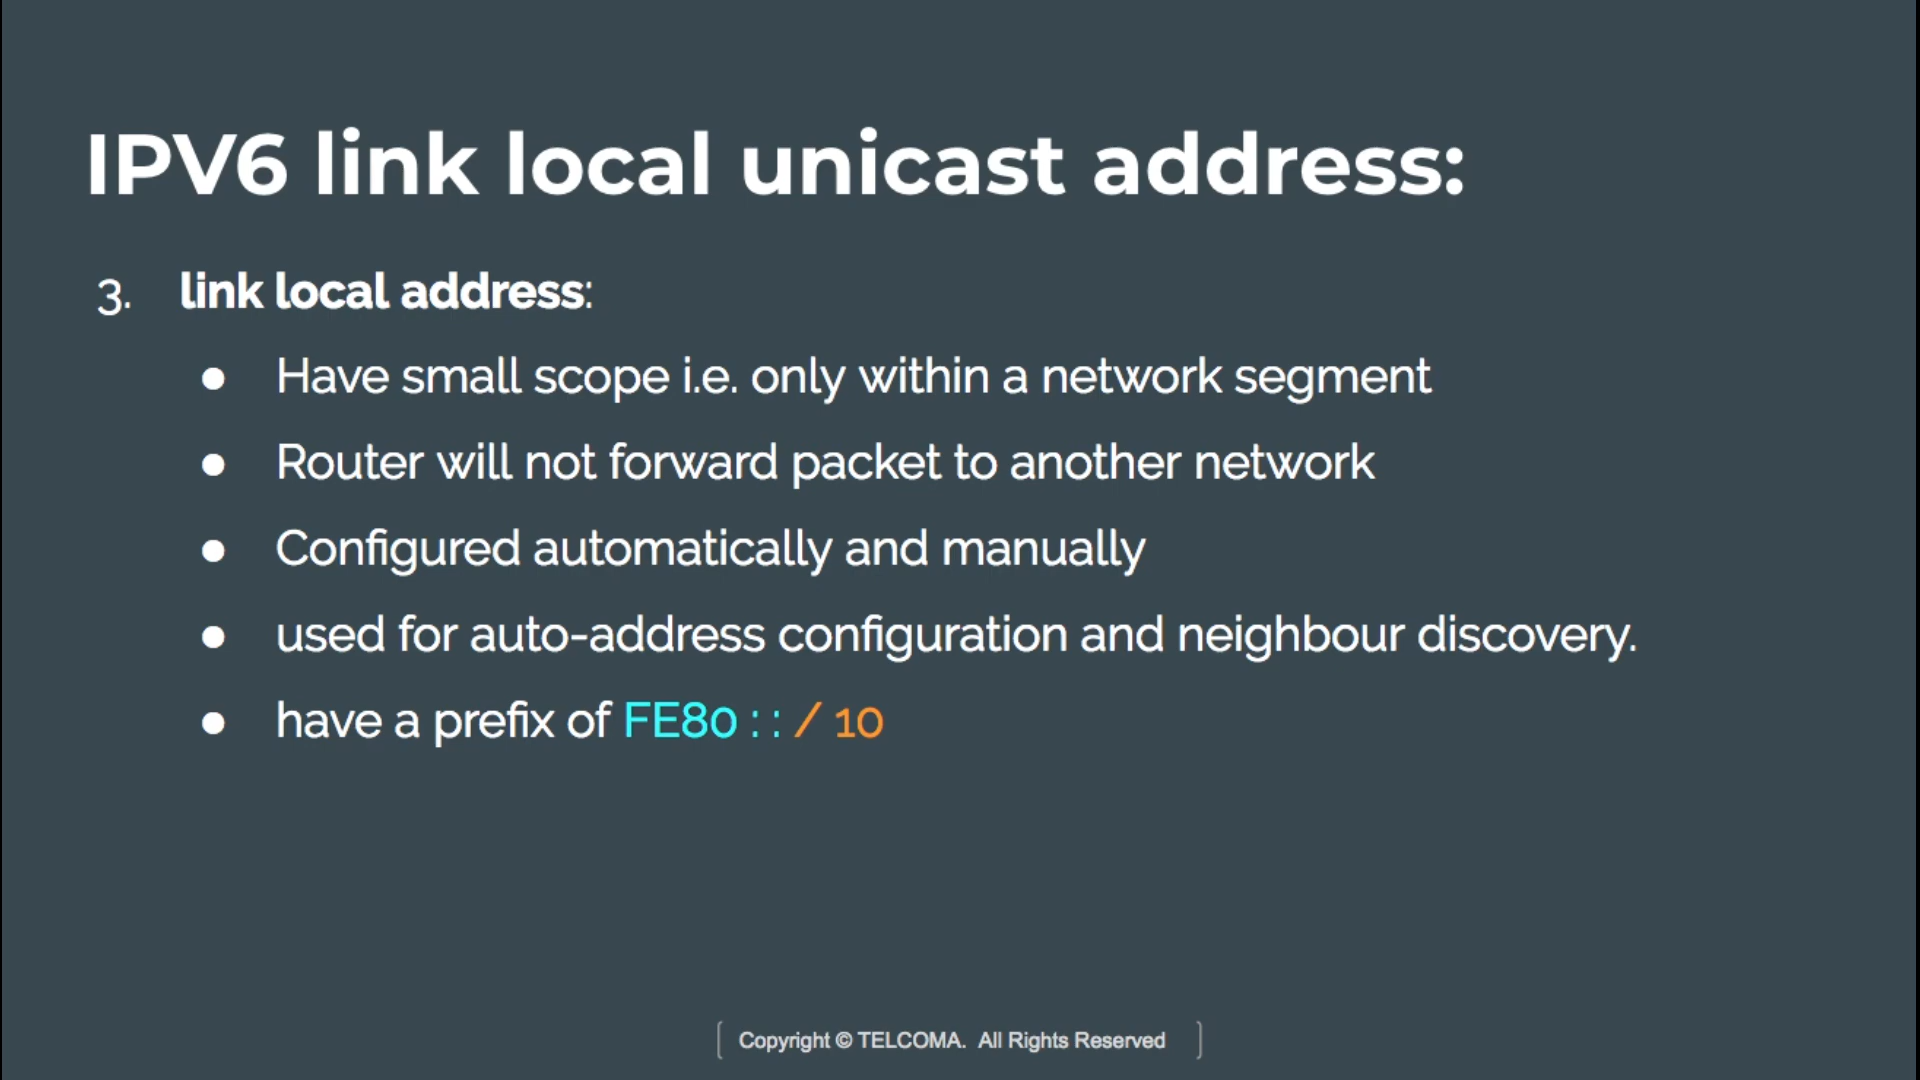 IPV6 link local unicast address:
3. link local address:
● Have small scope i.e. only within a network segment
● Router will not forward packet to another network
● Configured automatically and manually
● used for auto-address configuration and neighbour discovery.
● have a prefix of FE80 : : / 10
[ Copyright © TELCOMA. All Rights Reserved ]